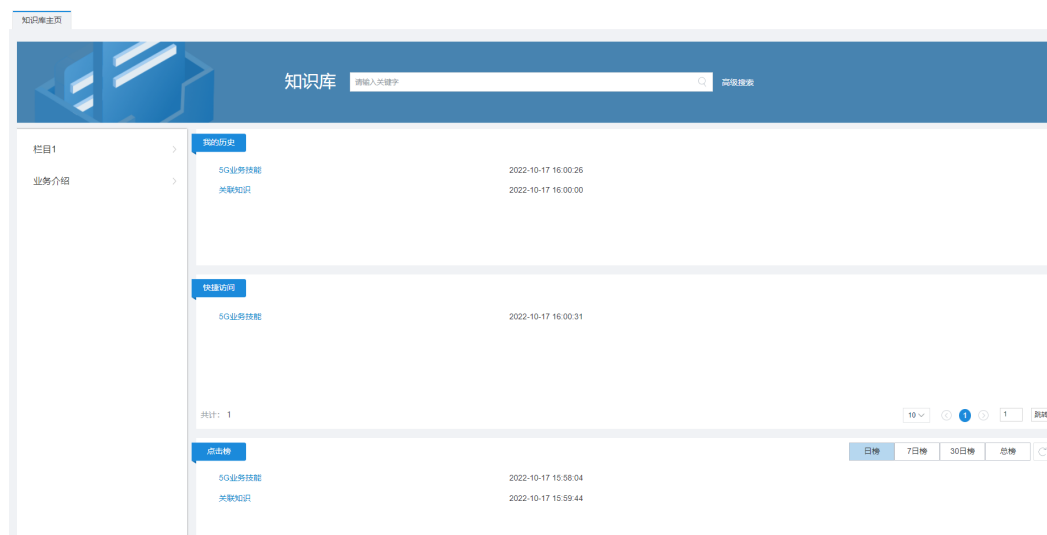 知识库主页
知识库 请输入关键字 高级搜索
栏目1
业务介绍
我的历史
5G业务技能 2022-10-17 16:00:26
关联知识 2022-10-17 16:00:00
快捷访问
5G业务技能 2022-10-17 16:00:31
共计: 1 10 1 1 跳转
点击榜 日榜 7日榜 30日榜 总榜
5G业务技能 2022-10-17 15:58:04
关联知识 2022-10-17 15:59:44